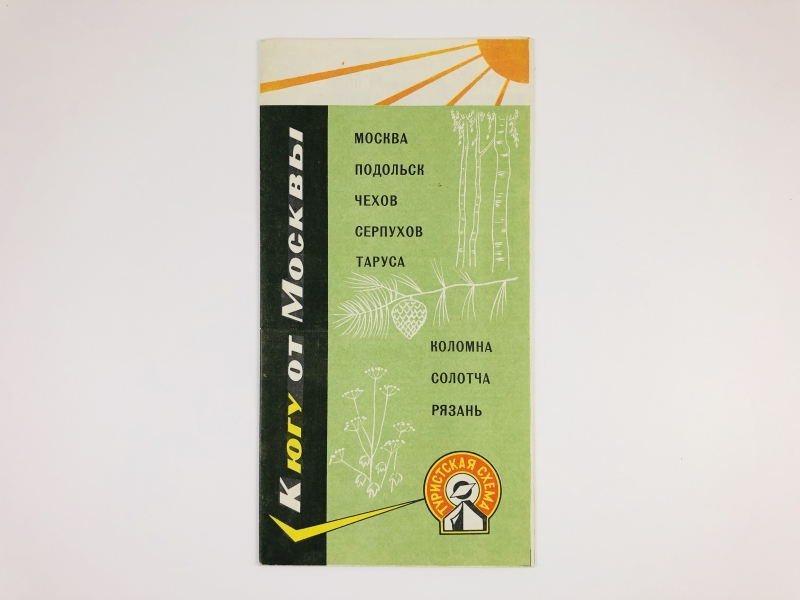 К югу от Москвы
МОСКВА
ПОДОЛЬСК
ЧЕХОВ
СЕРПУХОВ
ТАРУСА
КОЛОМНА
СОЛОТЧА
РЯЗАНЬ
ТУРИСТСКАЯ СХЕМА